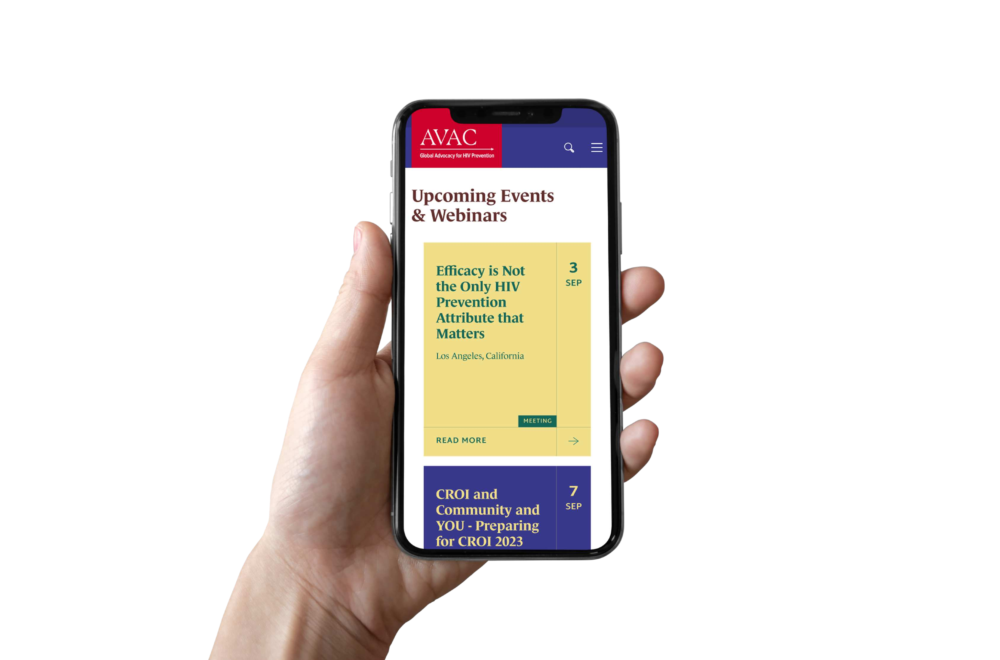 AVAC
Global Advocacy for HIV Prevention
Upcoming Events
& Webinars
Efficacy is Not
the Only HIV
Prevention
Attribute that
Matters
3
SEP
Los Angeles, California
MEETING
READ MORE
CROI and
Community and
YOU - Preparing
for CROI 2023
7
SEP